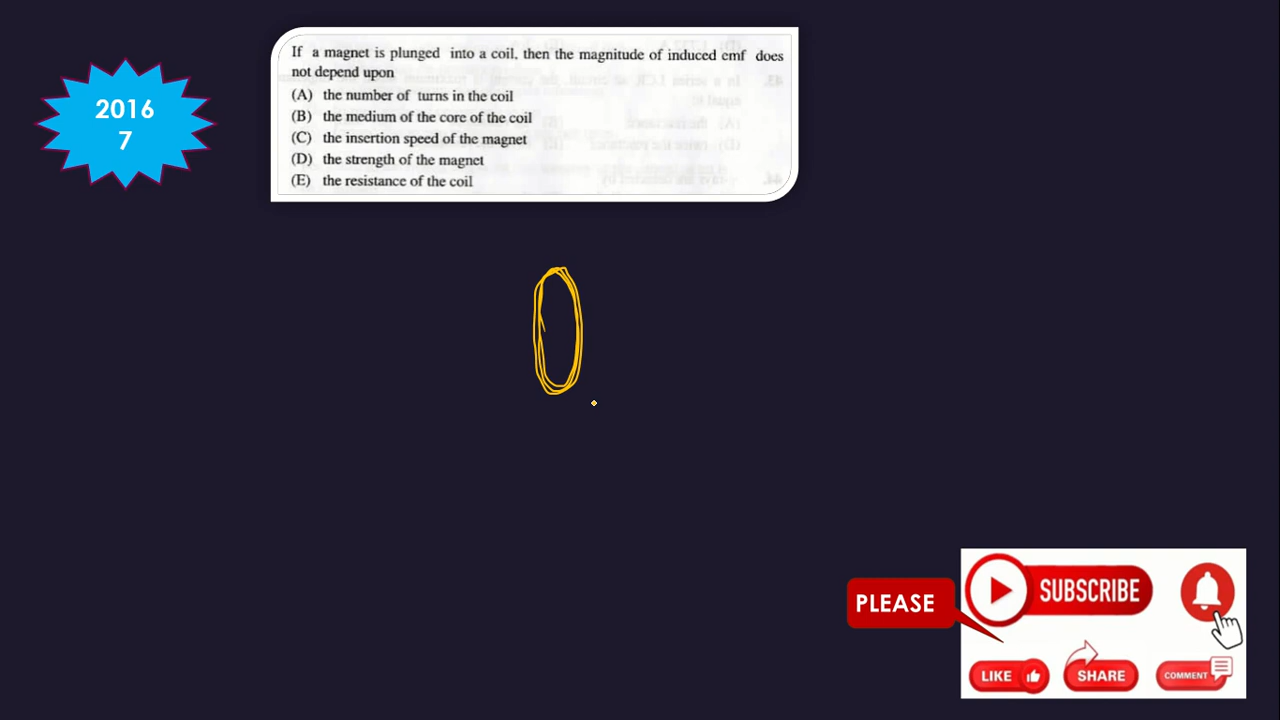 2016
7
If a magnet is plunged into a coil, then the magnitude of induced emf does
not depend upon
(A) the number of turns in the coil
(B) the medium of the core of the coil
(C) the insertion speed of the magnet
(D) the strength of the magnet
(E) the resistance of the coil
PLEASE
SUBSCRIBE
LIKE
SHARE
COMMENT